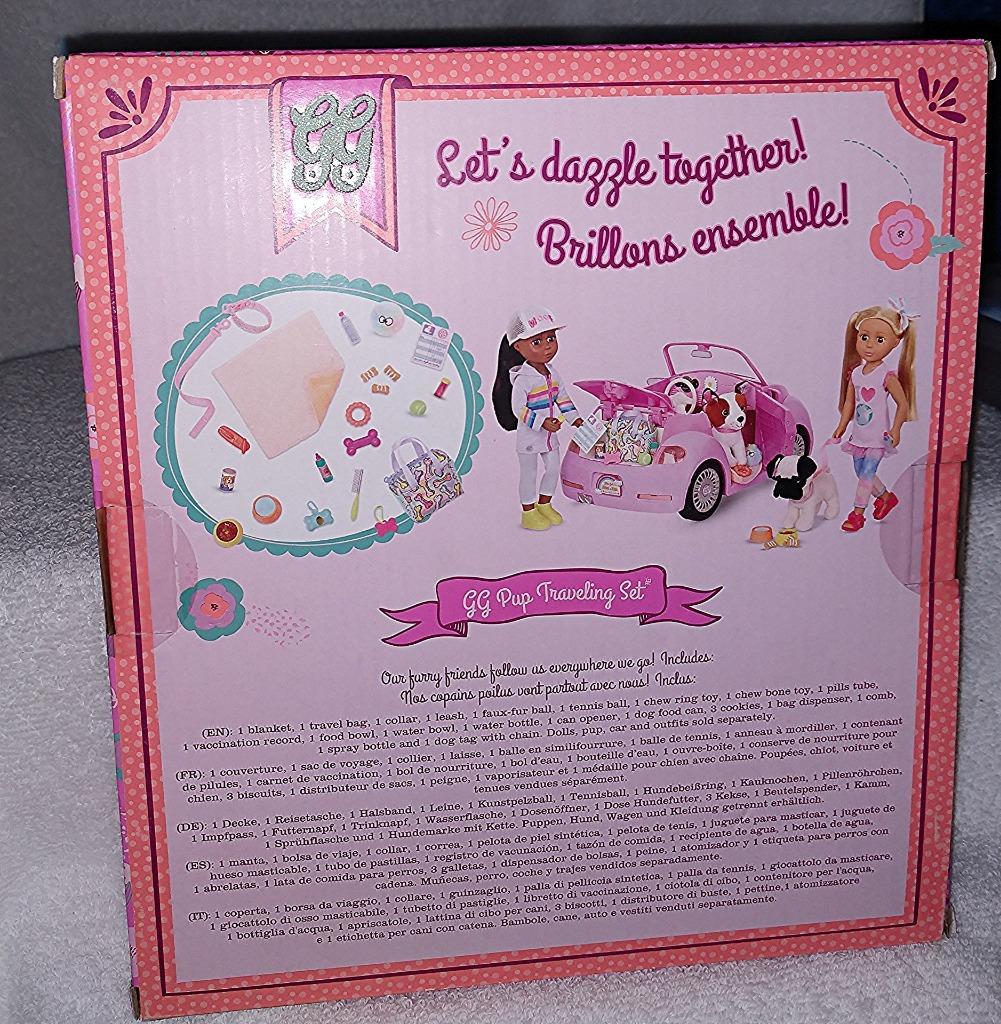 GG
Let's dazzle together!
Brillons ensemble!
GG Pup Traveling Set
Our furry friends follow us everywhere we go! Includes:
Nos copains poilus vont partout avec nous! Inclus:
(EN): 1 blanket, 1 travel bag, 1 collar, 1 leash, 1 faux-fur ball, 1 tennis ball, 1 chew ring toy, 1 chew bone toy, 1 pills tube,
1 vaccination record, 1 food bowl, 1 water bowl, 1 water bottle, 1 can opener, 1 dog food can, 3 cookies, 1 bag dispenser, 1 comb,
1 spray bottle and 1 dog tag with chain. Dolls, pup, car and outfits sold separately.
(FR): 1 couverture, 1 sac de voyage, 1 collier, 1 laisse, 1 balle en similifourrure, 1 balle de tennis, 1 anneau à mordiller, 1 contenant
de pilules, 1 carnet de vaccination, 1 bol de nourriture, 1 bol d'eau, 1 bouteille d'eau, 1 ouvre-boîte, 1 conserve de nourriture pour
chien, 3 biscuits, 1 distributeur de sacs, 1 peigne, 1 vaporisateur et 1 médaille pour chien avec chaîne. Poupées, chiot, voiture et
tenues vendues séparément.
(DE): 1 Decke, 1 Reisetasche, 1 Halsband, 1 Leine, 1 Kunstpelzball, 1 Tennisball, 1 Hundebeißring, 1 Kauknochen, 1 Pillenröhrchen,
1 Impfpass, 1 Futternapf, 1 Trinknapf, 1 Wasserflasche, 1 Dosenöffner, 1 Dose Hundefutter, 3 Kekse, 1 Beutelspender, 1 Kamm,
1 Sprühflasche und 1 Hundemarke mit Kette. Puppen, Hund, Wagen und Kleidung getrennt erhältlich.
(ES): 1 manta, 1 bolsa de viaje, 1 collar, 1 correa, 1 pelota de piel sintética, 1 pelota de tenis, 1 juguete para masticar, 1 juguete de
hueso masticable, 1 tubo de pastillas, 1 registro de vacunación, 1 tazón de comida, 1 recipiente de agua, 1 botella de agua,
1 abrelatas, 1 lata de comida para perros, 3 galletas, 1 dispensador de bolsas, 1 peine, 1 atomizador y 1 etiqueta para perros con
cadena. Muñecas, perro, coche y trajes vendidos separadamente.
(IT): 1 coperta, 1 borsa da viaggio, 1 collare, 1 guinzaglio, 1 palla di pelliccia sintetica, 1 palla da tennis, 1 giocattolo da masticare,
1 giocattolo di osso masticabile, 1 tubetto di pastiglie, 1 libretto di vaccinazione, 1 ciotola di cibo, 1 contenitore per l'acqua,
1 bottiglia d'acqua, 1 apriscatole, 1 lattina di cibo per cani, 3 biscotti, 1 distributore di buste, 1 pettine, 1 atomizzatore
e 1 etichetta per cani con catena. Bambole, cane, auto e vestiti venduti separatamente.